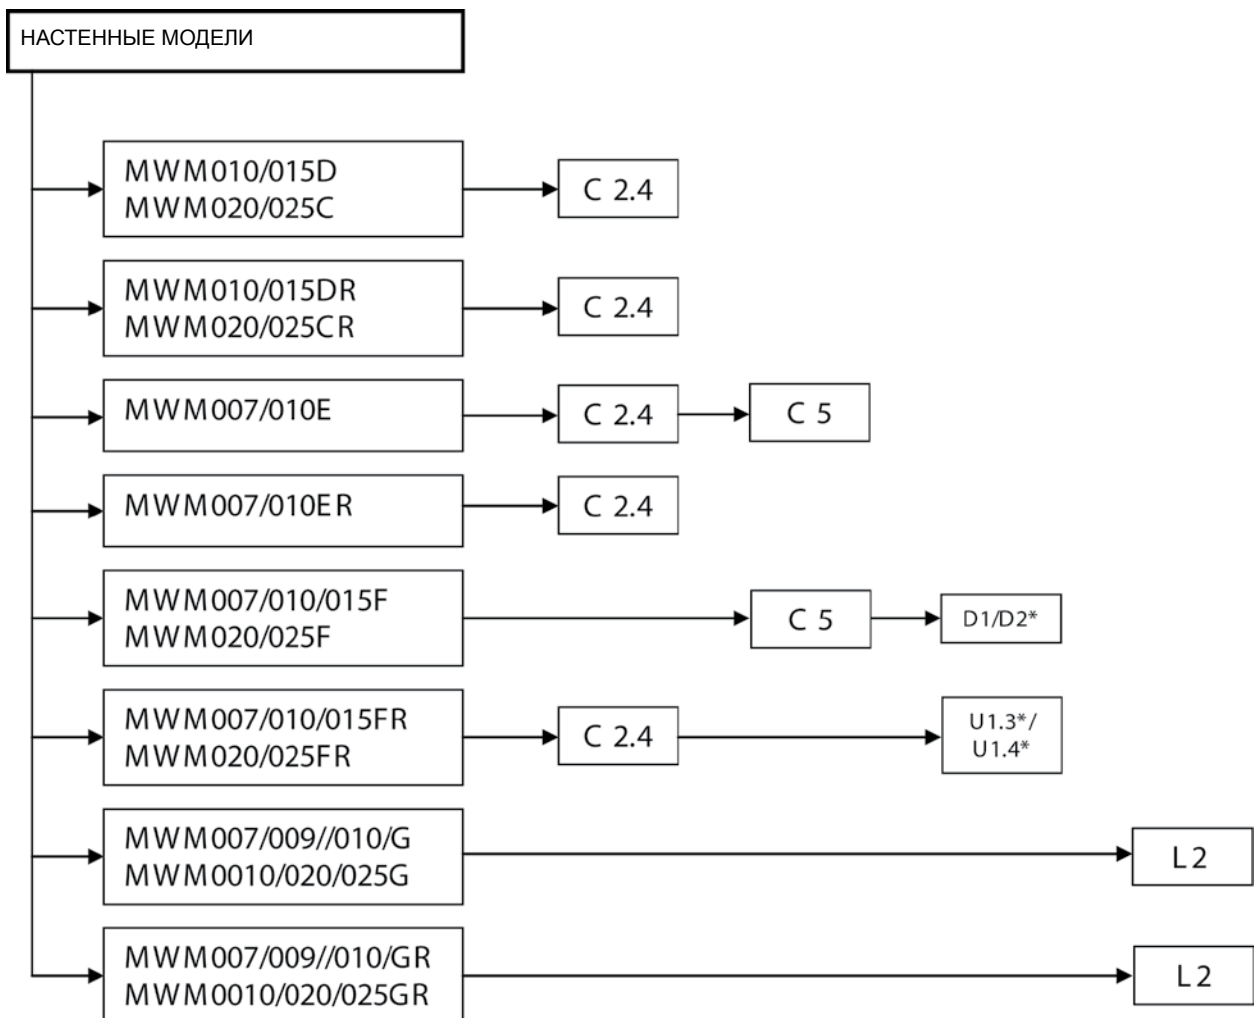 НАСТЕННЫЕ МОДЕЛИ
MWM010/015D
MWM020/025C
C 2.4
MWM010/015DR
MWM020/025CR
C 2.4
MWM007/010E
C 2.4
C 5
MWM007/010ER
C 2.4
MWM007/010/015F
MWM020/025F
C 5
D1/D2*
MWM007/010/015FR
MWM020/025FR
C 2.4
U1.3*/
U1.4*
MWM007/009//010/G
MWM0010/020/025G
L2
MWM007/009//010/GR
MWM0010/020/025GR
L2